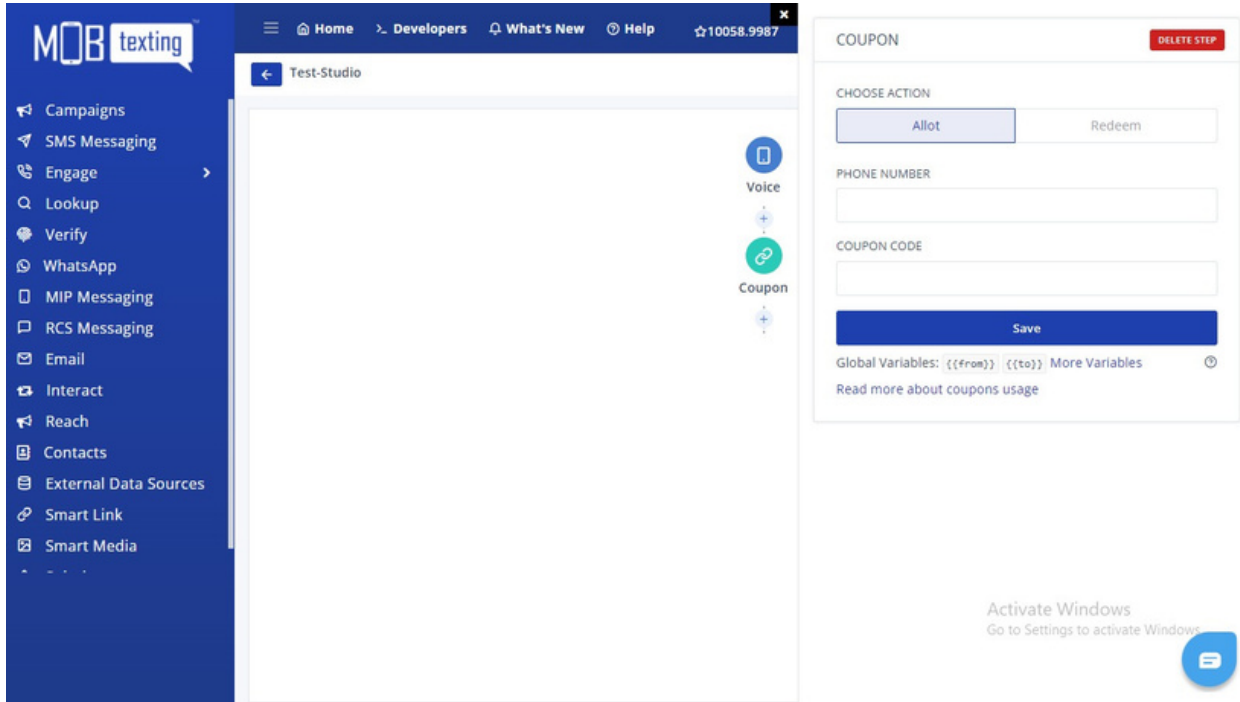 MOB texting
Home
>_ Developers
What's New
Help
10058.9987
×
Test-Studio
Campaigns
SMS Messaging
Engage
Lookup
Verify
WhatsApp
MIP Messaging
RCS Messaging
Email
Interact
Reach
Contacts
External Data Sources
Smart Link
Smart Media
Voice
+
Coupon
+
COUPON
DELETE STEP
CHOOSE ACTION
Allot
Redeem
PHONE NUMBER
COUPON CODE
Save
Global Variables: {{from}} {{to}} More Variables
Read more about coupons usage
Activate Windows
Go to Settings to activate Windows.